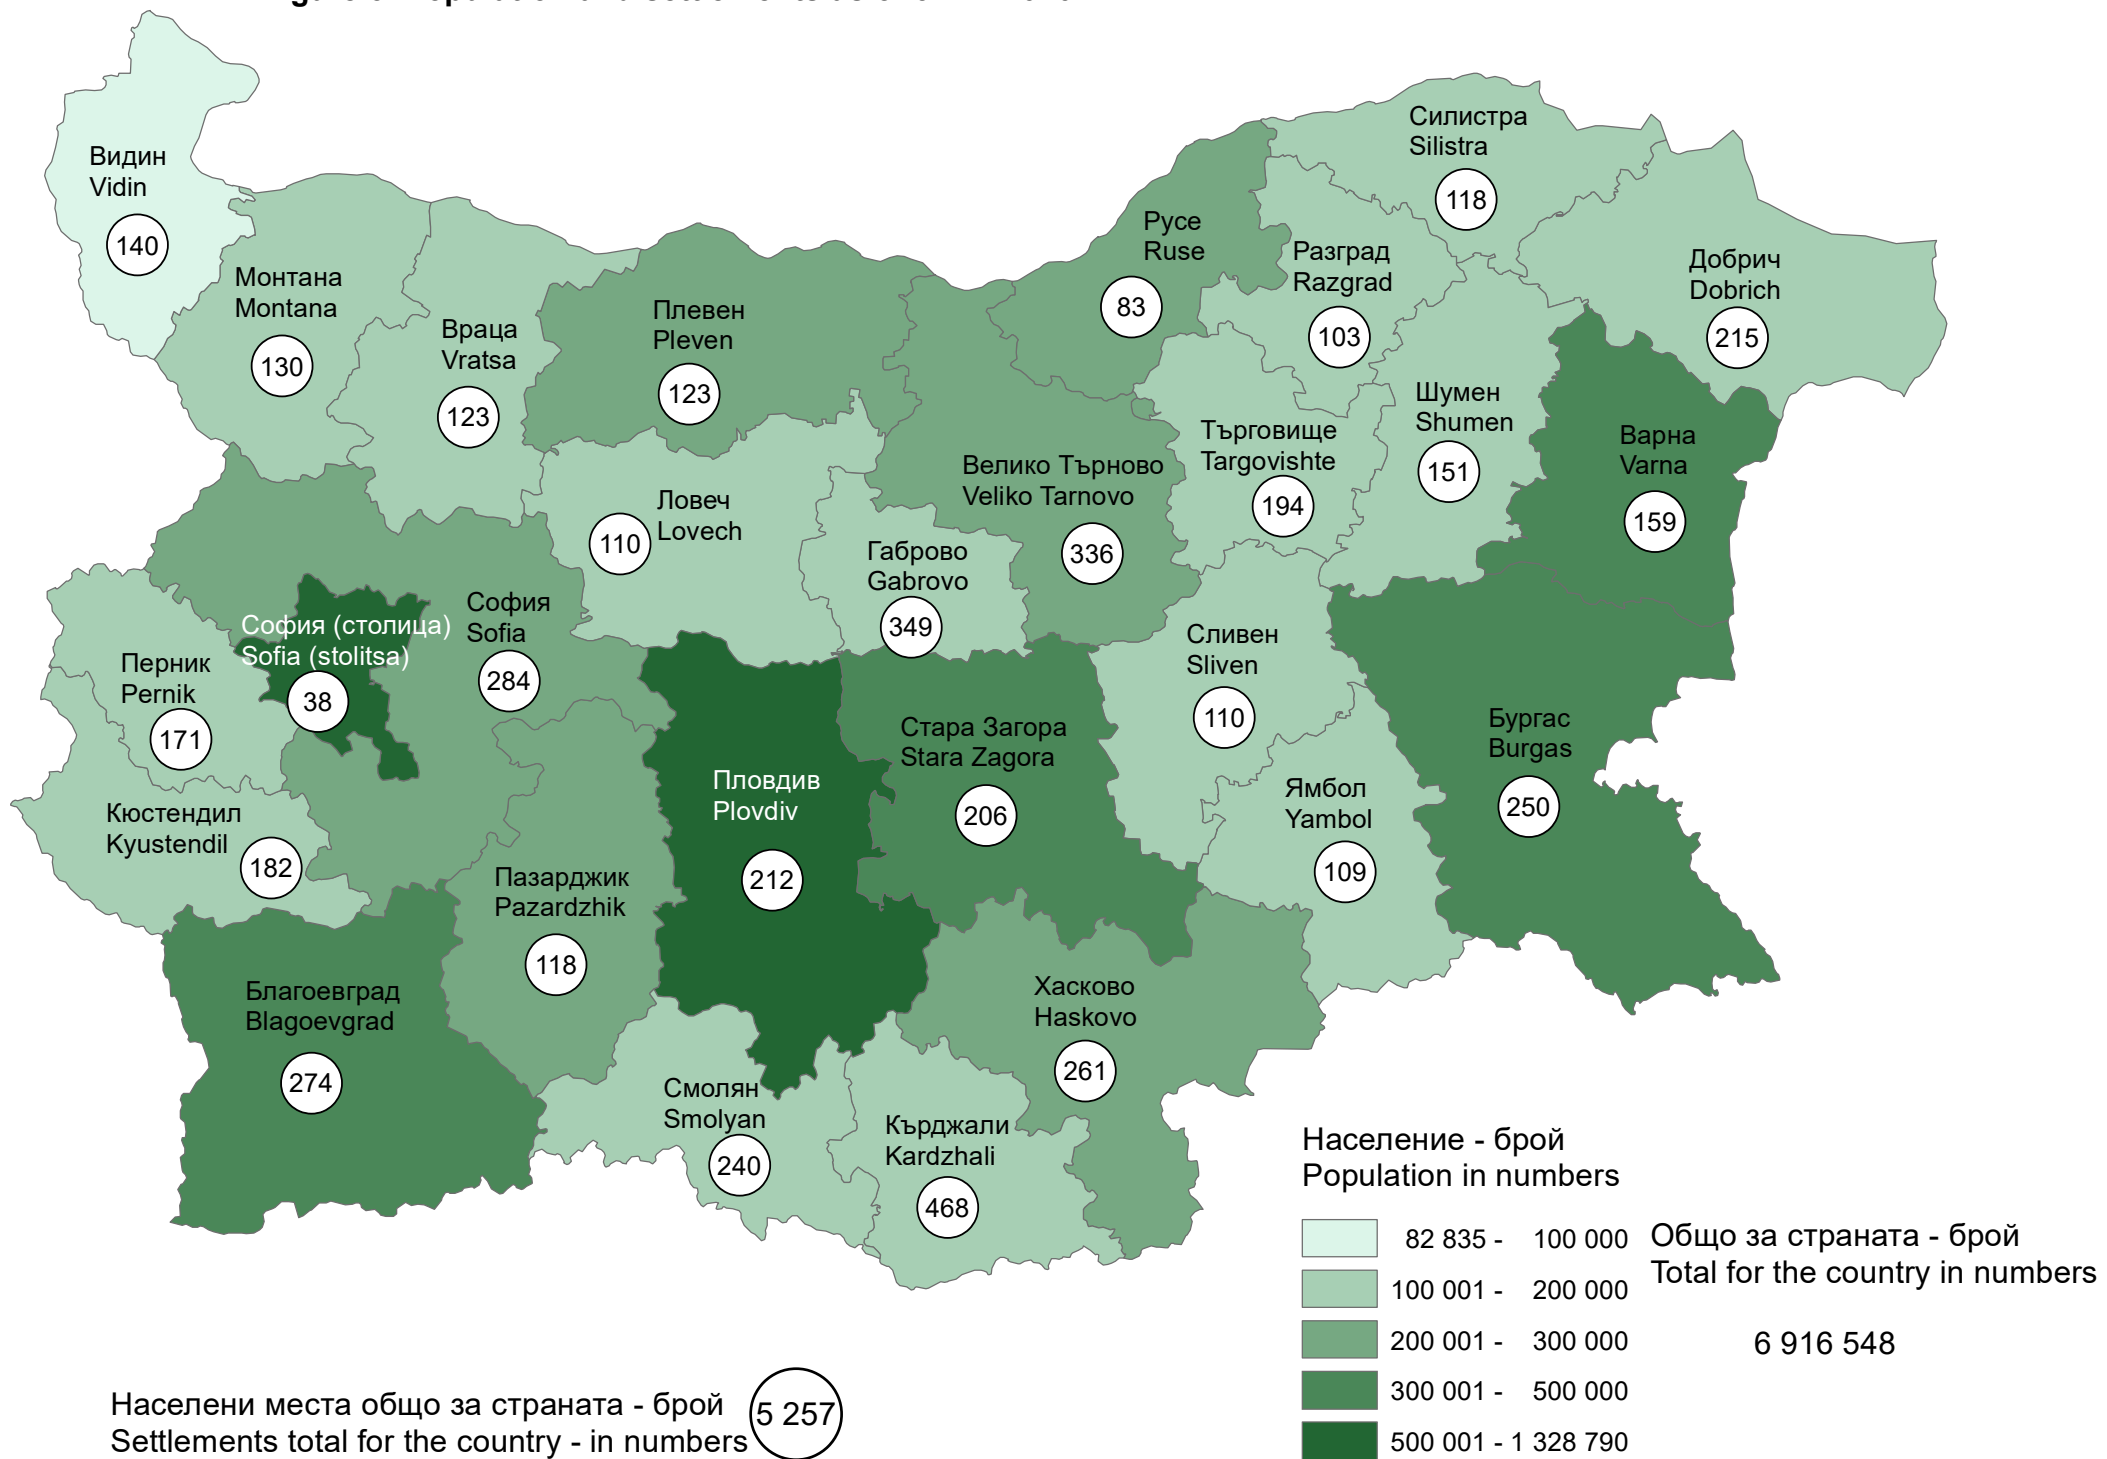 Видин
Vidin
140
Монтана
Montana
130
Враца
Vratsa
123
Плевен
Pleven
123
Русе
Ruse
83
Силистра
Silistra
118
Разград
Razgrad
103
Добрич
Dobrich
215
Шумен
Shumen
151
Варна
Varna
159
Търговище
Targovishte
194
Велико Търново
Veliko Tarnovo
336
Ловеч
Lovech
110
Габрово
Gabrovo
349
София (столица)
Sofia (stolitsa)
38
София
Sofia
284
Перник
Pernik
171
Кюстендил
Kyustendil
182
Сливен
Sliven
110
Стара Загора
Stara Zagora
206
Бургас
Burgas
250
Ямбол
Yambol
109
Пловдив
Plovdiv
212
Пазарджик
Pazardzhik
118
Благоевград
Blagoevgrad
274
Хасково
Haskovo
261
Смолян
Smolyan
240
Кърджали
Kardzhali
468
Население - брой
Population in numbers
82 835 - 100 000
100 001 - 200 000
200 001 - 300 000
300 001 - 500 000
500 001 - 1 328 790
Общо за страната - брой
Total for the country in numbers
6 916 548
Населени места общо за страната - брой
Settlements total for the country - in numbers
5 257